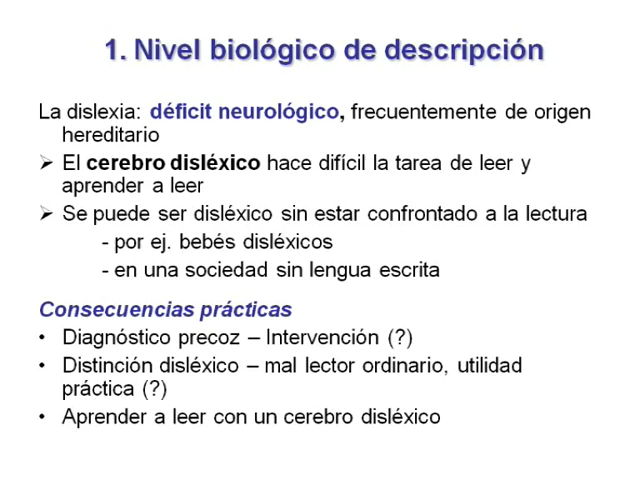 1. Nivel biológico de descripción
La dislexia: déficit neurológico, frecuentemente de origen
hereditario
➢ El cerebro disléxico hace difícil la tarea de leer y
aprender a leer
➢ Se puede ser disléxico sin estar confrontado a la lectura
- por ej. bebés disléxicos
- en una sociedad sin lengua escrita
Consecuencias prácticas
• Diagnóstico precoz – Intervención (?)
• Distinción disléxico – mal lector ordinario, utilidad
práctica (?)
• Aprender a leer con un cerebro disléxico